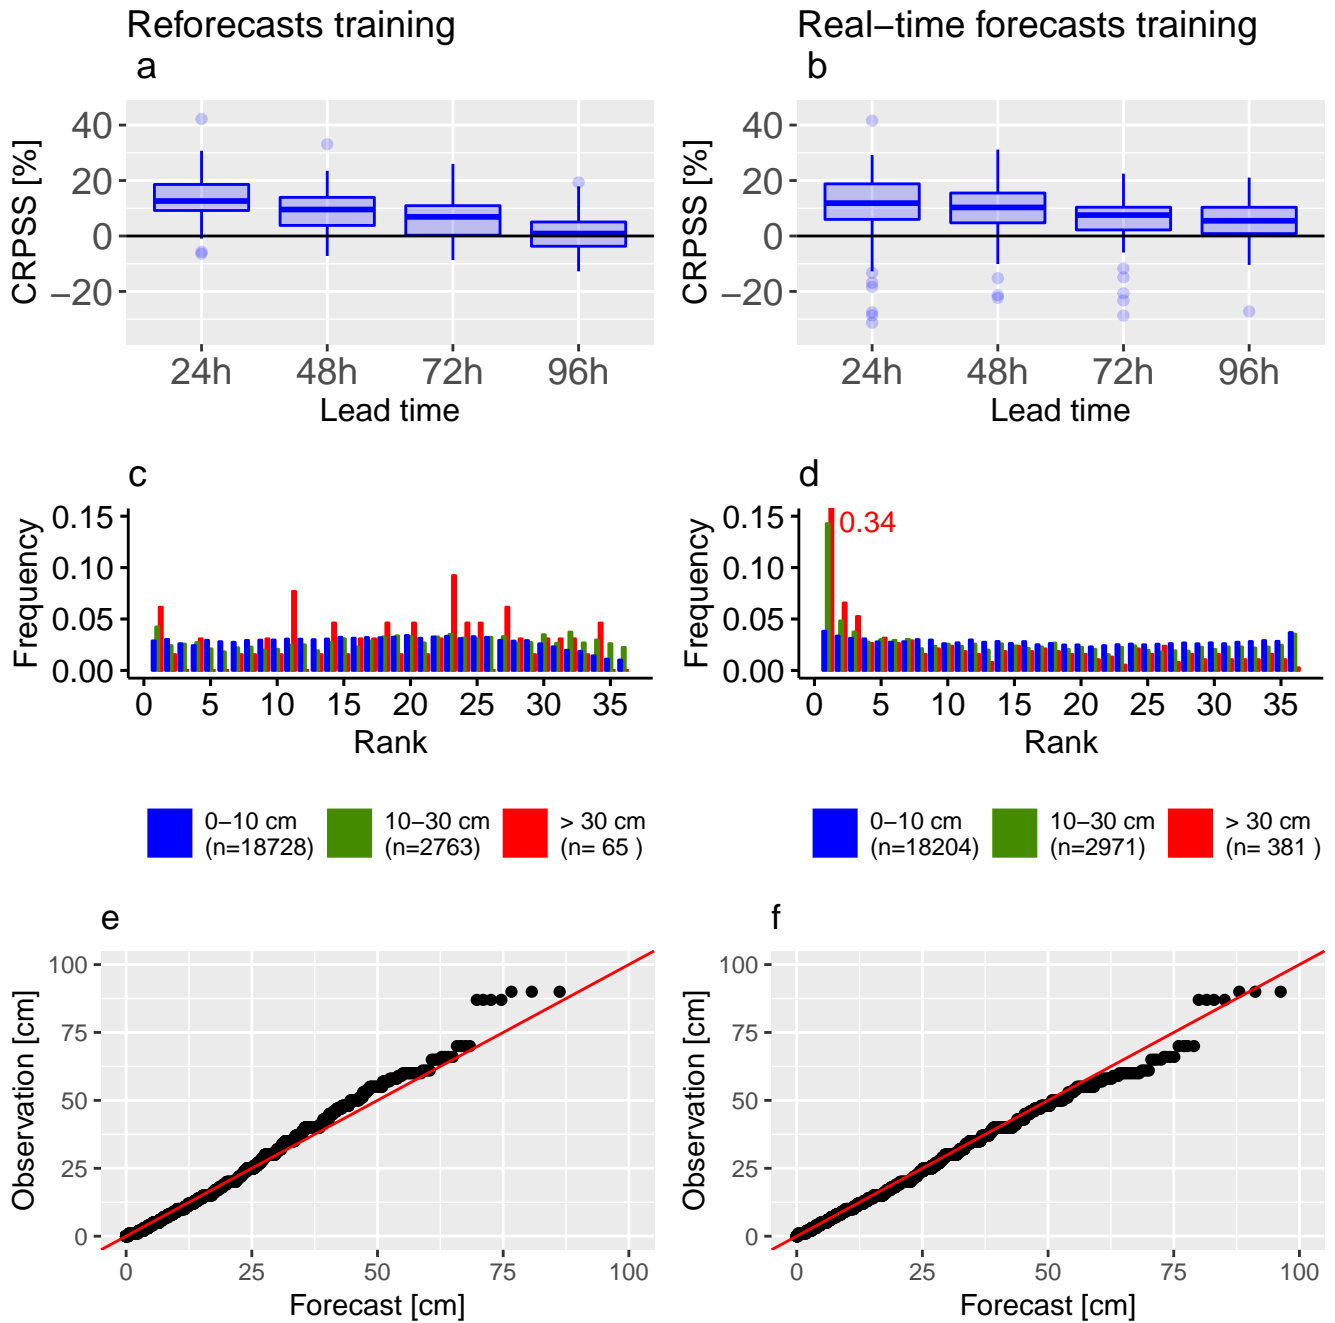 Reforecasts training
Real−time forecasts training
a
b
CRPSS [%]
40
20
0
−20
24h 48h 72h 96h
Lead time
CRPSS [%]
40
20
0
−20
24h 48h 72h 96h
Lead time
c
d
Frequency
0.15
0.10
0.05
0.00
0 5 10 15 20 25 30 35
Rank
Frequency
0.15
0.10
0.05
0.00
0.34
0 5 10 15 20 25 30 35
Rank
0−10 cm
(n=18728)
10−30 cm
(n=2763)
> 30 cm
(n= 65 )
0−10 cm
(n=18204)
10−30 cm
(n=2971)
> 30 cm
(n= 381 )
e
f
Observation [cm]
100
75
50
25
0
0 25 50 75 100
Forecast [cm]
Observation [cm]
100
75
50
25
0
0 25 50 75 100
Forecast [cm]